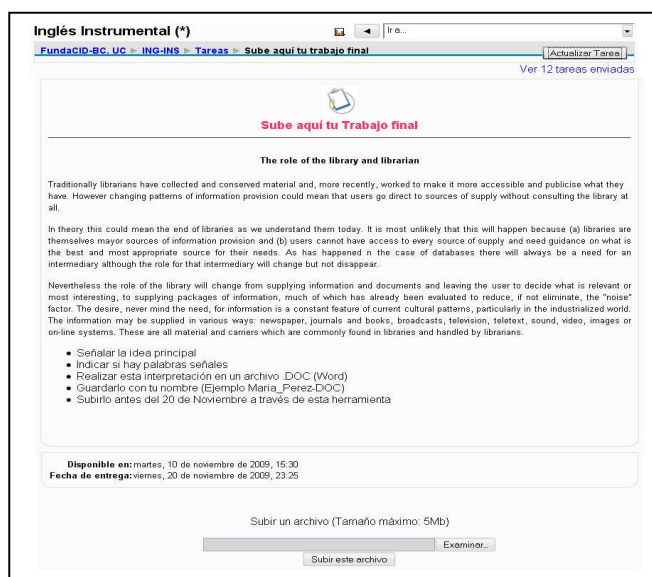 Inglés Instrumental (*)
Ir a...
FundaCID-BC. UC ► ING-INS ► Tareas ► Sube aquí tu trabajo final
Actualizar Tarea
Ver 12 tareas enviadas
Sube aquí tu Trabajo final
The role of the library and librarian
Traditionally librarians have collected and conserved material and, more recently, worked to make it more accessible and publicise what they
have. However changing patterns of information provision could mean that users go direct to sources of supply without consulting the library at
all.
In theory this could mean the end of libraries as we understand them today. It is most unlikely that this will happen because (a) libraries are
themselves mayor sources of information provision and (b) users cannot have access to every source of supply and need guidance on what is
the best and most appropriate source for their needs. As has happened n the case of databases there will always be a need for an
intermediary although the role for that intermediary will change but not disappear.
Nevertheless the role of the library will change from supplying information and documents and leaving the user to decide what is relevant or
most interesting, to supplying packages of information, much of which has already been evaluated to reduce, if not eliminate, the "noise"
factor. The desire, never mind the need, for information is a constant feature of current cultural patterns, particularly in the industrialized world.
The information may be supplied in various ways: newspaper, journals and books, broadcasts, television, teletext, sound, video, images or
on-line systems. These are all material and carriers which are commonly found in libraries and handled by librarians.
• Señalar la idea principal
• Indicar si hay palabras señales
• Realizar esta interpretación en un archivo .DOC (Word)
• Guardarlo con tu nombre (Ejemplo Maria_Perez-DOC)
• Subirlo antes del 20 de Noviembre a través de esta herramienta
Disponible en: martes, 10 de noviembre de 2009, 15:30
Fecha de entrega: viernes, 20 de noviembre de 2009, 23:25
Subir un archivo (Tamaño máximo: 5Mb)
Examinar...
Subir este archivo